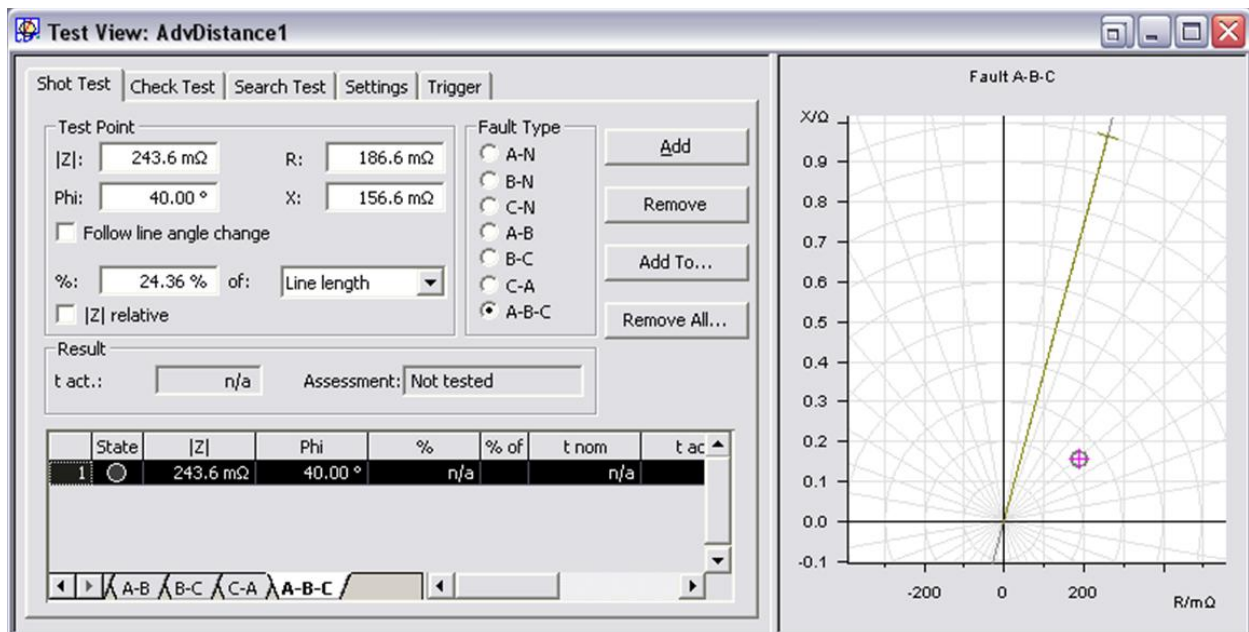 Test View: AdvDistance1
Shot Test Check Test Search Test Settings Trigger
Test Point
|Z|: 243.6 mΩ R: 186.6 mΩ
Phi: 40.00 ° X: 156.6 mΩ
Follow line angle change
%: 24.36 % of: Line length
|Z| relative
Fault Type
A-N
B-N
C-N
A-B
B-C
C-A
A-B-C
Add
Remove
Add To...
Remove All...
Result
t act.: n/a Assessment: Not tested
State |Z| Phi % % of t nom t ac
1 243.6 mΩ 40.00 ° n/a n/a
A-B B-C C-A A-B-C
Fault A-B-C
X/Ω
0.9
0.8
0.7
0.6
0.5
0.4
0.3
0.2
0.1
0.0
-0.1
-200 0 200
R/mΩ